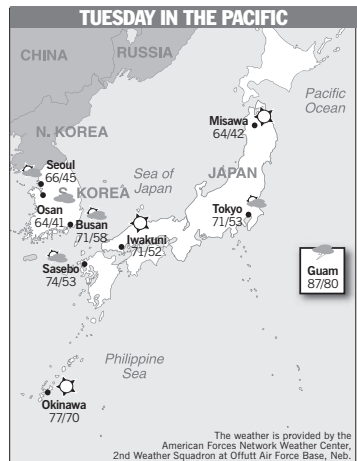 TUESDAY IN THE PACIFIC
CHINA
RUSSIA
Pacific
Ocean
Misawa
64/42
N. KOREA
Seoul
66/45
Sea of
Japan
JAPAN
S. KOREA
Osan
64/41
Busan
71/58
Tokyo
71/53
Iwakuni
71/52
Sasebo
74/53
Guam
87/80
Philippine
Sea
Okinawa
77/70
The weather is provided by the
American Forces Network Weather Center,
2nd Weather Squadron at Offutt Air Force Base, Neb.